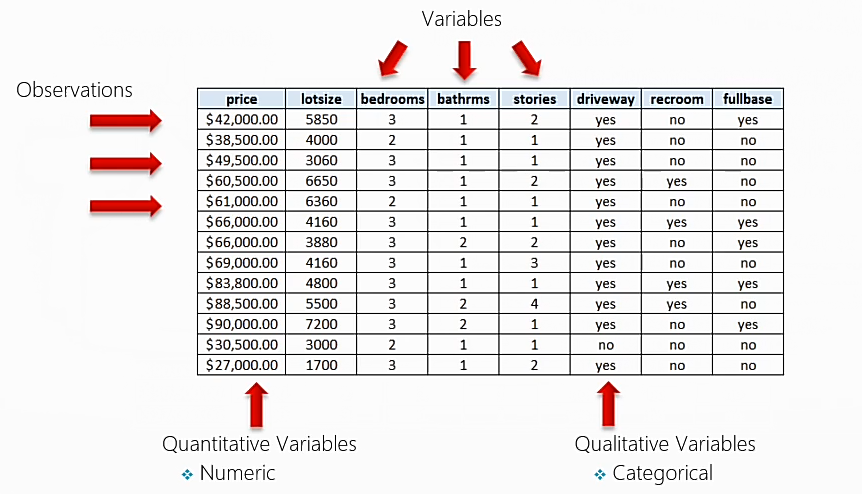 Variables
Observations
price lotsize bedrooms bathrms stories driveway recroom fullbase
$42,000.00 5850 3 1 2 yes no yes
$38,500.00 4000 2 1 1 yes no no
$49,500.00 3060 3 1 1 yes no no
$60,500.00 6650 3 1 2 yes yes no
$61,000.00 6360 2 1 1 yes no no
$66,000.00 4160 3 1 1 yes yes yes
$66,000.00 3880 3 2 2 yes no yes
$69,000.00 4160 3 1 3 yes no no
$83,800.00 4800 3 1 1 yes yes yes
$88,500.00 5500 3 2 4 yes yes no
$90,000.00 7200 3 2 1 yes no yes
$30,500.00 3000 2 1 1 no no no
$27,000.00 1700 3 1 2 yes no no
Quantitative Variables Qualitative Variables
❖ Numeric ❖ Categorical